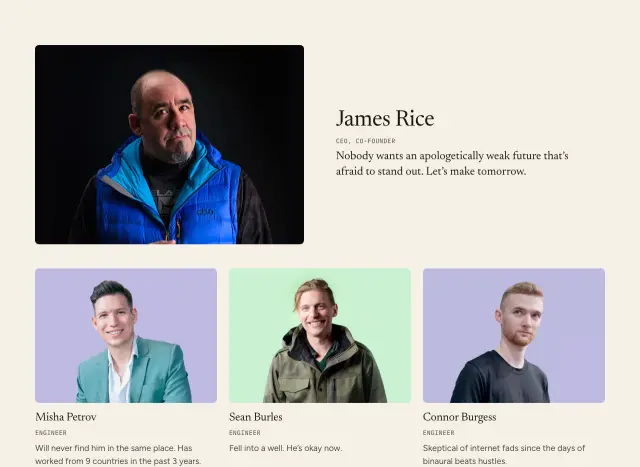 James Rice
CEO, CO-FOUNDER
Nobody wants an apologetically weak future that's
afraid to stand out. Let's make tomorrow.
Misha Petrov
ENGINEER
Will never find him in the same place. Has
worked from 9 countries in the past 3 years.
Sean Burles
ENGINEER
Fell into a well. He's okay now.
Connor Burgess
ENGINEER
Skeptical of internet fads since the days of
binaural beats hustles.